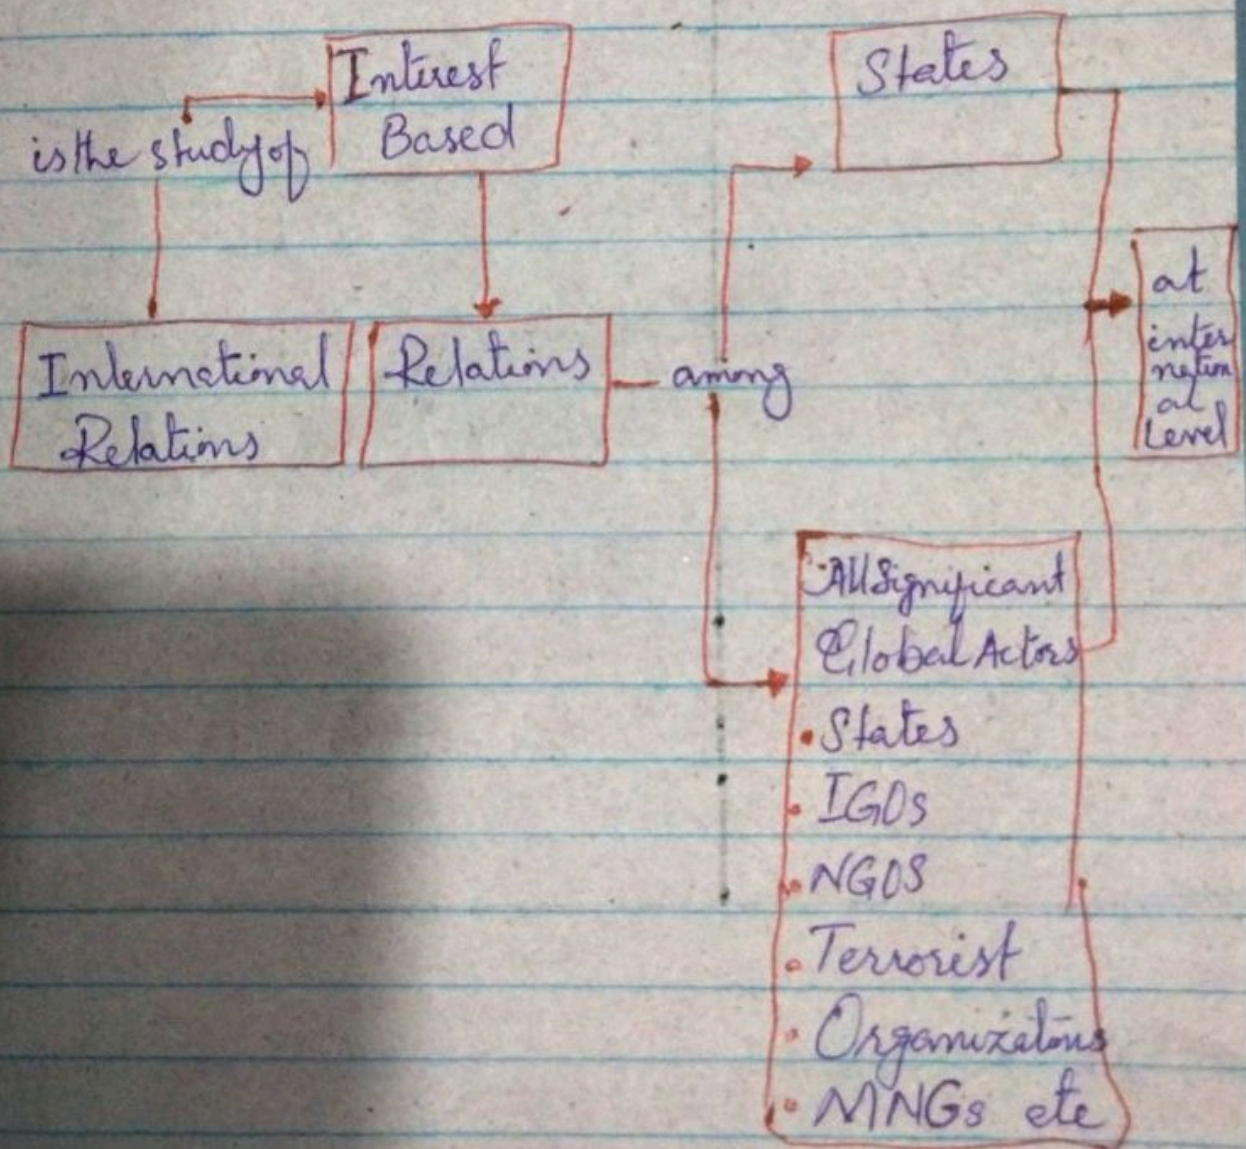 Interest
Based
States
is the study of
International
Relations
Relations
among
at
inter
nation
al
Level
All Significant
Global Actors
• States
• IGOs
• NGOS
• Terrorist
• Organizations
• MNGs etc